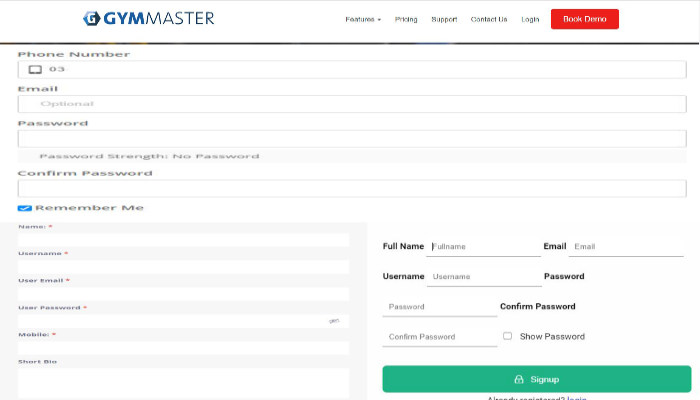 GYMMASTER Features Pricing Support Contact Us Login Book Demo
Phone Number
03
Email
Optional
Password
Password Strength: No Password
Confirm Password
Remember Me
Name: *
Username *
User Email *
User Password *
Mobile: *
Short Bio
Full Name Fullname Email Email
Username Username Password
Password Confirm Password
Confirm Password Show Password
Signup
Already registered? login